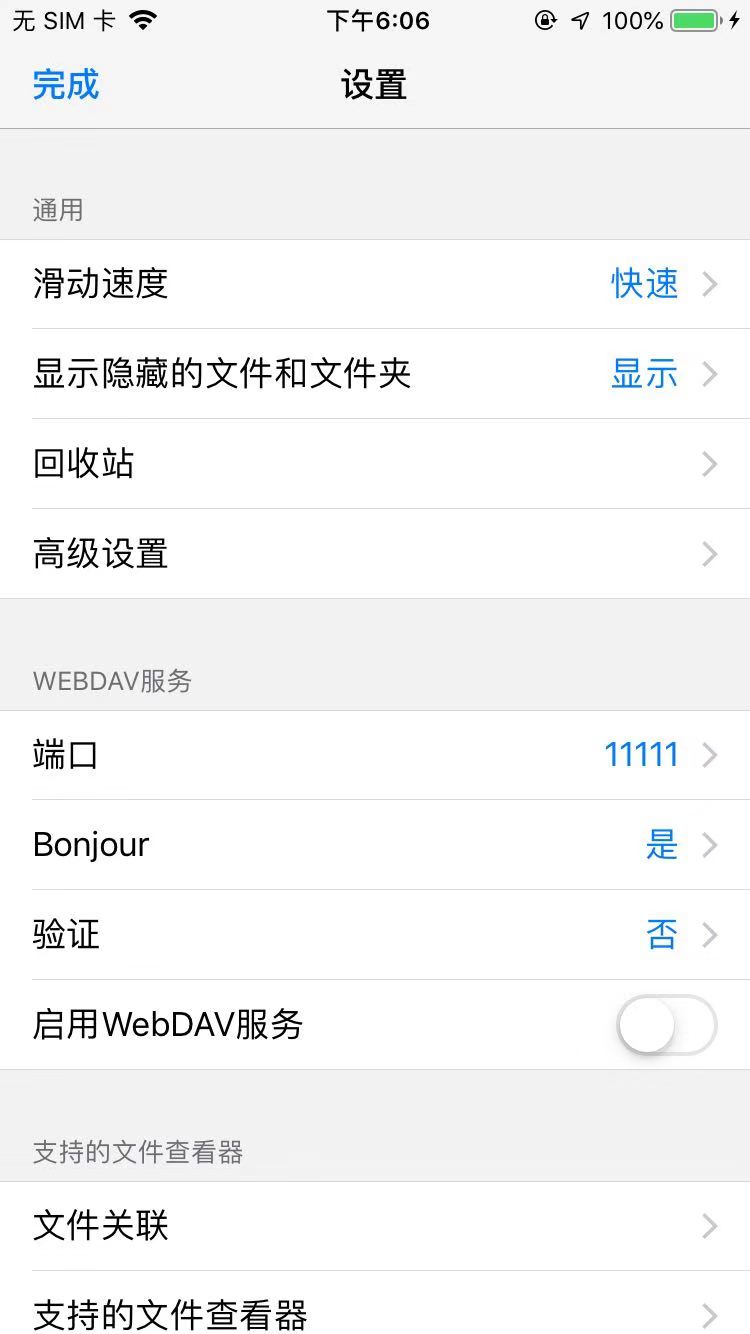 无 SIM 卡 下午6:06 100%
完成 设置
通用
滑动速度 快速
显示隐藏的文件和文件夹 显示
回收站
高级设置
WEBDAV服务
端口 11111
Bonjour 是
验证 否
启用WebDAV服务
支持的文件查看器
文件关联
支持的文件查看器